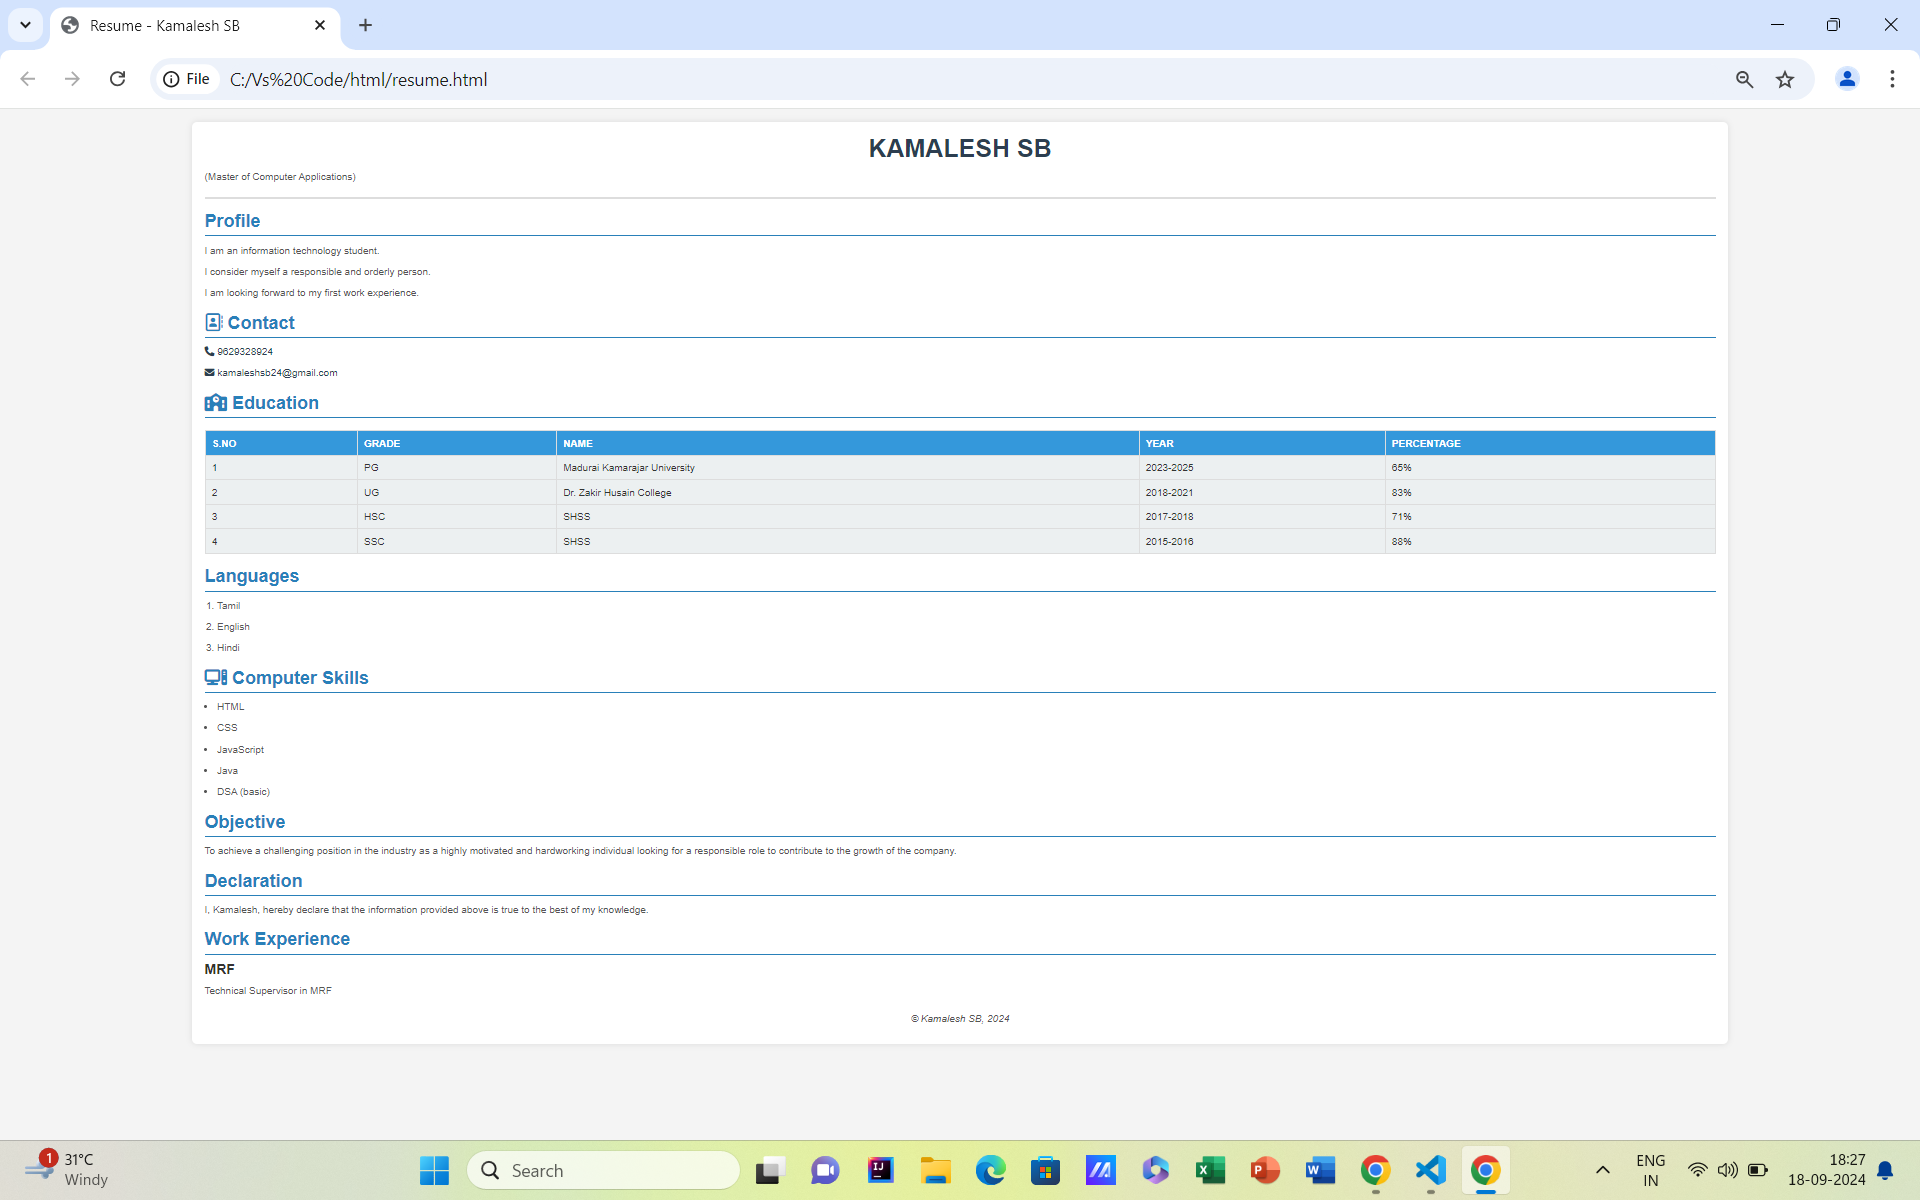 Resume - Kamalesh SB
File
C:/Vs%20Code/html/resume.html
KAMALESH SB
(Master of Computer Applications)
Profile
I am an information technology student.
I consider myself a responsible and orderly person.
I am looking forward to my first work experience.
Contact
9629328924
kamaleshsb24@gmail.com
Education
S.NO GRADE NAME YEAR PERCENTAGE
1 PG Madurai Kamarajar University 2023-2025 65%
2 UG Dr. Zakir Husain College 2018-2021 83%
3 HSC SHSS 2017-2018 71%
4 SSC SHSS 2015-2016 88%
Languages
1. Tamil
2. English
3. Hindi
Computer Skills
• HTML
• CSS
• JavaScript
• Java
• DSA (basic)
Objective
To achieve a challenging position in the industry as a highly motivated and hardworking individual looking for a responsible role to contribute to the growth of the company.
Declaration
I, Kamalesh, hereby declare that the information provided above is true to the best of my knowledge.
Work Experience
MRF
Technical Supervisor in MRF
© Kamalesh SB, 2024
1
31°C
Windy
Search
IJ
X
P
W
ENG
IN
18:27
18-09-2024